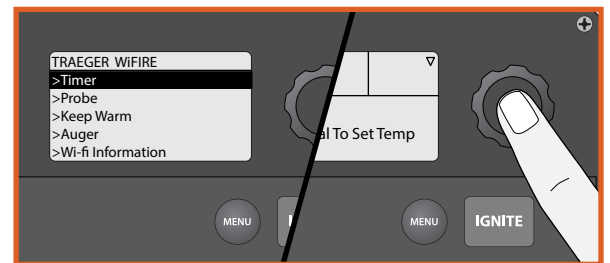 TRAEGER WiFIRE
>Timer
>Probe
>Keep Warm
>Auger
>Wi-fi Information
al To Set Temp
MENU
MENU
IGNITE